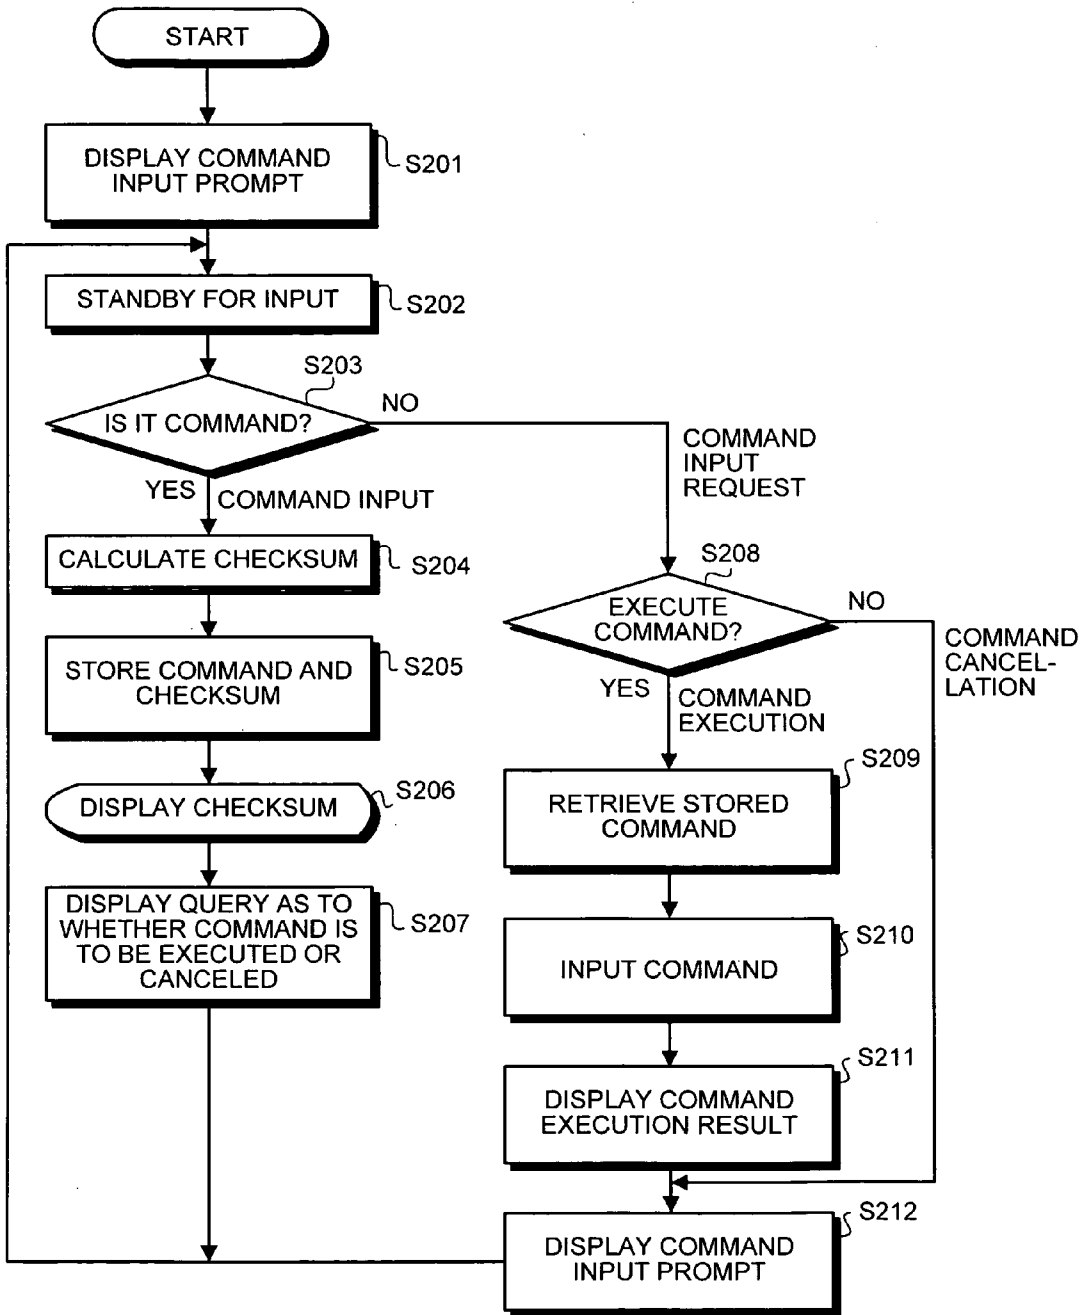 START
DISPLAY COMMAND
INPUT PROMPT
S201
STANDBY FOR INPUT
S202
S203
IS IT COMMAND?
NO
COMMAND
INPUT
REQUEST
YES
COMMAND INPUT
CALCULATE CHECKSUM
S204
STORE COMMAND AND
CHECKSUM
S205
DISPLAY CHECKSUM
S206
DISPLAY QUERY AS TO
WHETHER COMMAND IS
TO BE EXECUTED OR
CANCELED
S207
S208
EXECUTE
COMMAND?
NO
COMMAND
CANCEL-
LATION
YES
COMMAND
EXECUTION
S209
RETRIEVE STORED
COMMAND
S210
INPUT COMMAND
S211
DISPLAY COMMAND
EXECUTION RESULT
S212
DISPLAY COMMAND
INPUT PROMPT